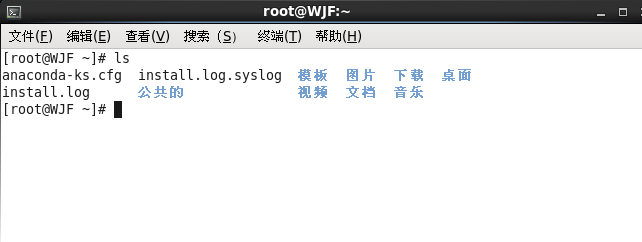 root@WJF:~
文件(F) 编辑(E) 查看(V) 搜索（S） 终端(T) 帮助(H)
[root@WJF ~]# ls
anaconda-ks.cfg install.log.syslog 模板 图片 下载 桌面
install.log 公共的 视频 文档 音乐
[root@WJF ~]#